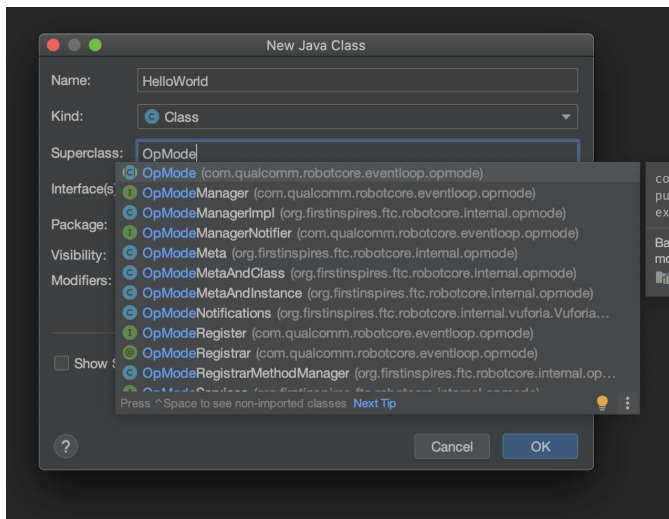 New Java Class
Name: HelloWorld
Kind: Class
Superclass: OpMode
Interface(s)
Package:
Visibility:
Modifiers:
OpMode (com.qualcomm.robotcore.eventloop.opmode)
OpModeManager (com.qualcomm.robotcore.eventloop.opmode)
OpModeManagerImpl (org.firstinspires.ftc.robotcore.internal.opmode)
OpModeManagerNotifier (com.qualcomm.robotcore.eventloop.opmode)
OpModeMeta (org.firstinspires.ftc.robotcore.internal.opmode)
OpModeMetaAndClass (org.firstinspires.ftc.robotcore.internal.opmode)
OpModeMetaAndInstance (org.firstinspires.ftc.robotcore.internal.opmode)
OpModeNotifications (org.firstinspires.ftc.robotcore.internal.vuforia.Vuforia...
OpModeRegister (com.qualcomm.robotcore.eventloop.opmode)
OpModeRegistrar (com.qualcomm.robotcore.eventloop.opmode)
OpModeRegistrarMethodManager (org.firstinspires.ftc.robotcore.internal.op...
Press ^Space to see non-imported classes Next Tip
Show S
co
pu
ex
Ba
mo
? Cancel OK